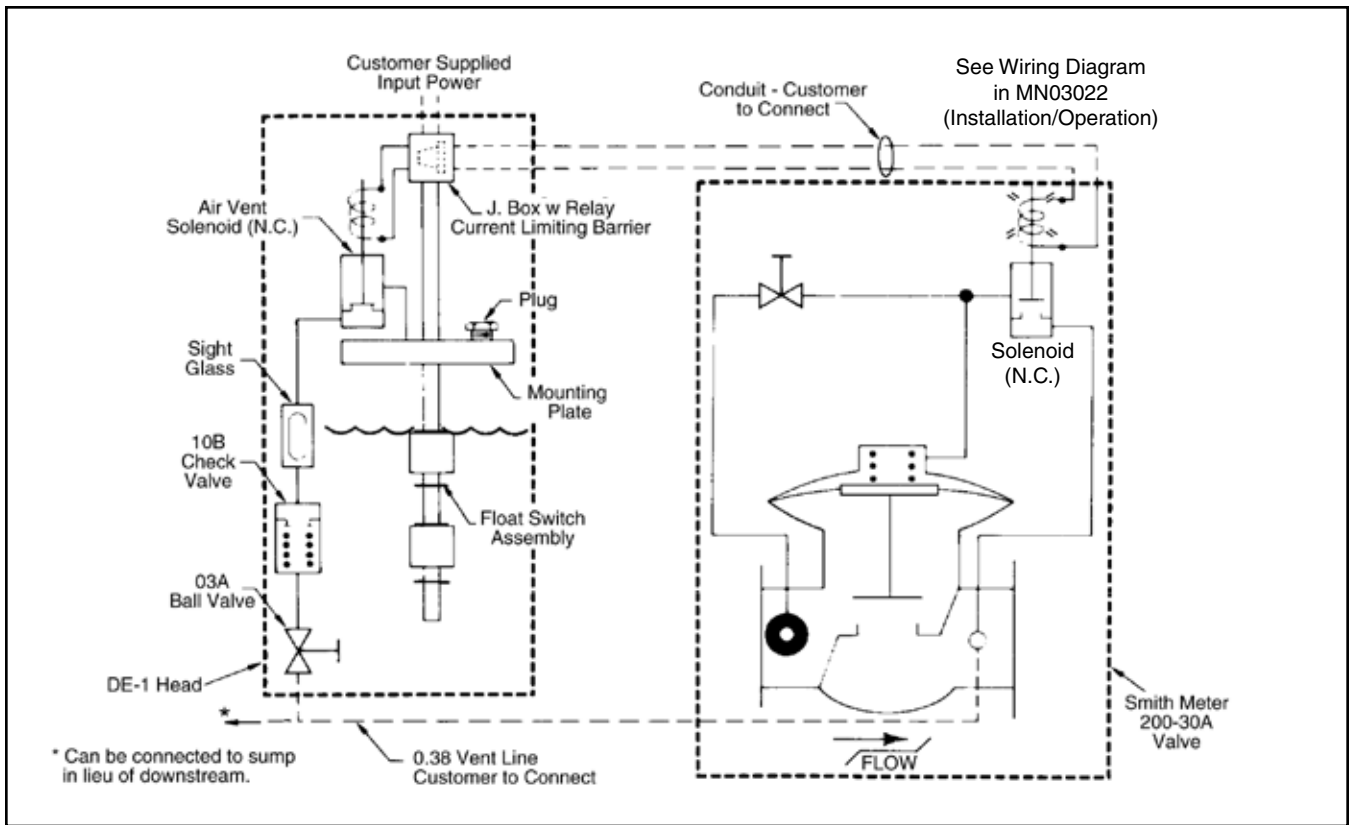 Customer Supplied
Input Power
Conduit - Customer
to Connect
See Wiring Diagram
in MN03022
(Installation/Operation)
Air Vent
Solenoid (N.C.)
J. Box w Relay
Current Limiting Barrier
Plug
Sight
Glass
Mounting
Plate
Solenoid
(N.C.)
10B
Check
Valve
Float Switch
Assembly
03A
Ball Valve
DE-1 Head
Smith Meter
200-30A
Valve
*
* Can be connected to sump
in lieu of downstream.
0.38 Vent Line
Customer to Connect
FLOW